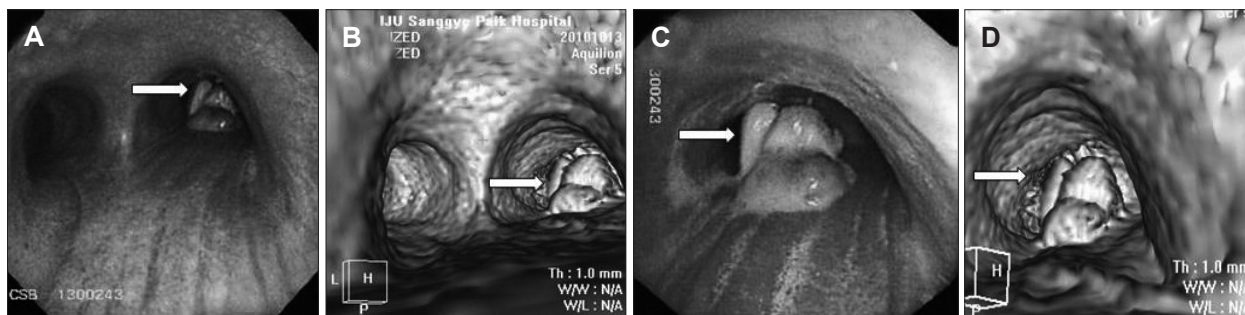 A
CSB 1300243
B
IJU Sanggye Paik Hospital
IZED 20101013
ZED Aquilion
Ser 5
L H
P
Th : 1.0 mm
W/W : N/A
W/L : N/A
C
300243
D
H
P
Th : 1.0 mm
W/W : N/A
W/L : N/A